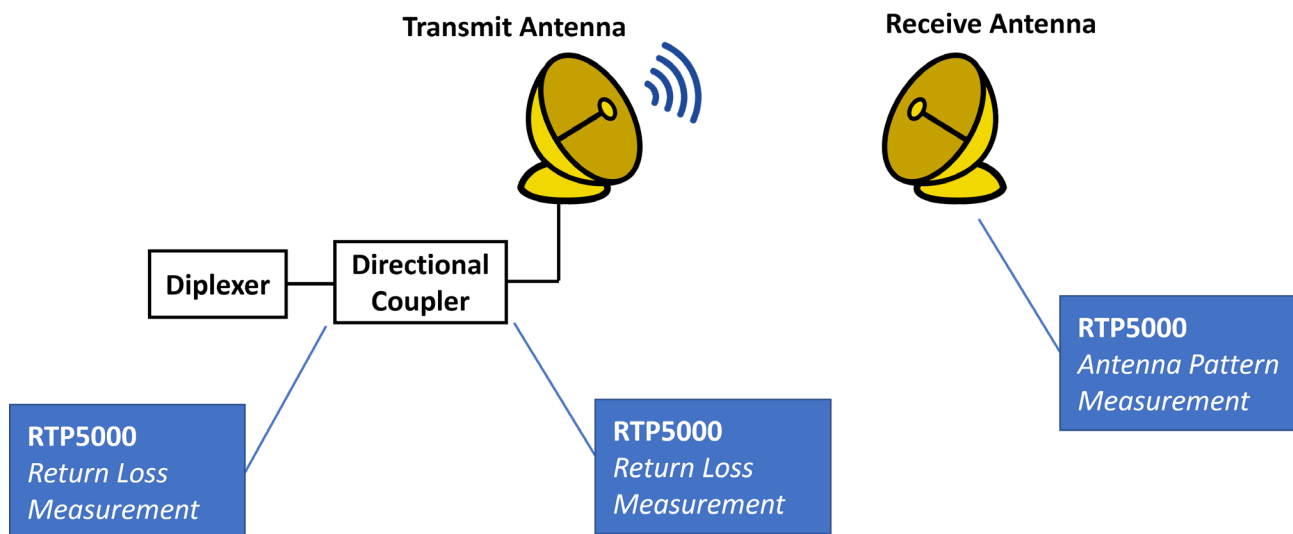 Transmit Antenna
Receive Antenna
Diplexer
Directional
Coupler
RTP5000
Return Loss
Measurement
RTP5000
Return Loss
Measurement
RTP5000
Antenna Pattern
Measurement